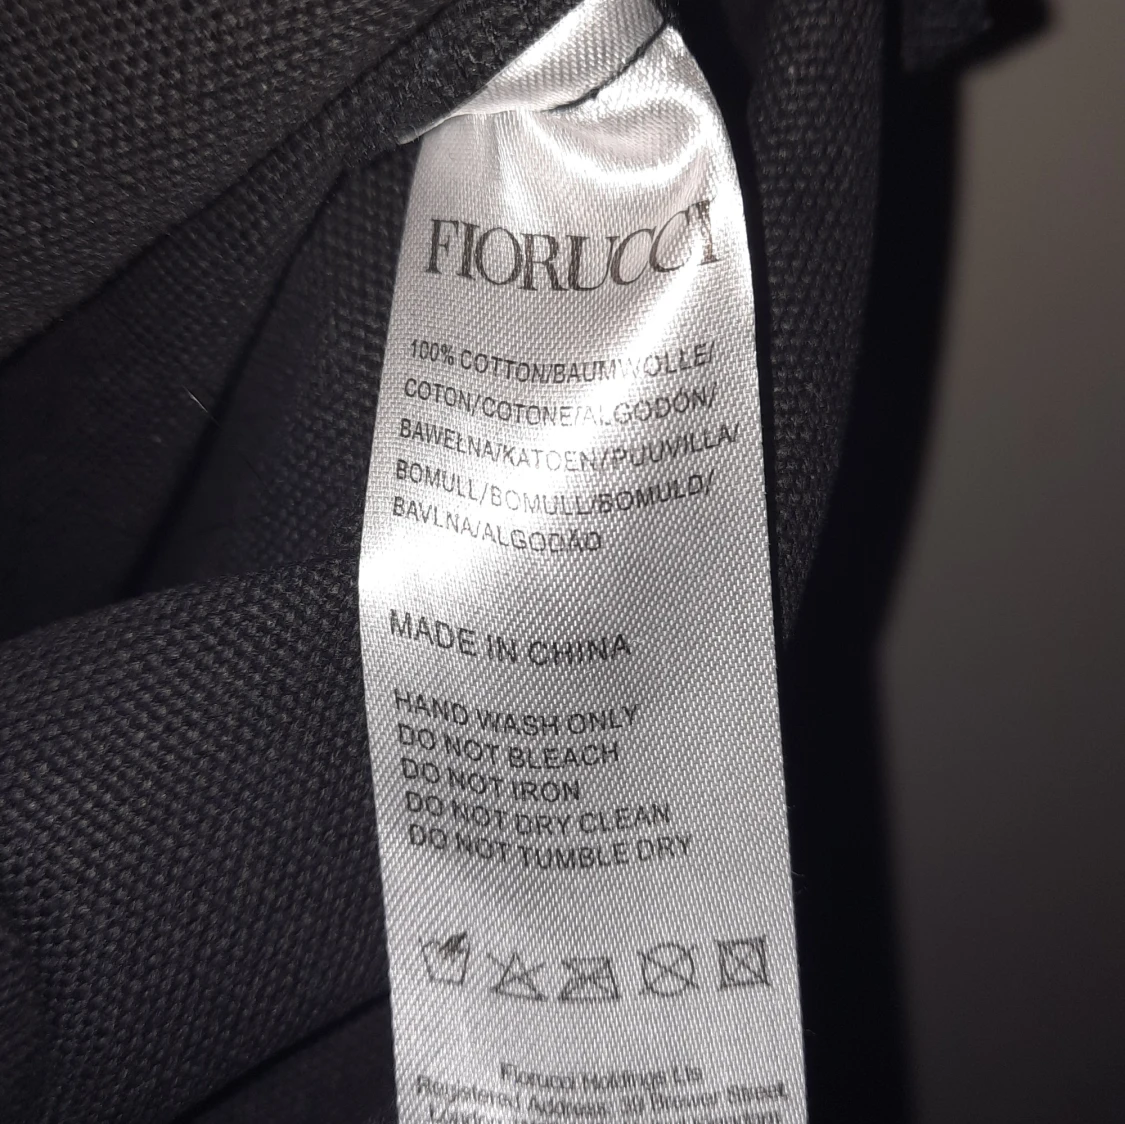 FIORUCCI
100% COTTON/BAUMWOLLE/
COTON/COTONE/ALGODÓN/
BAWEŁNA/KATOEN/PUUVILLA/
BOMULL/BOMULL/BOMULD/
BAVLNA/ALGODÃO
MADE IN CHINA
HAND WASH ONLY
DO NOT BLEACH
DO NOT IRON
DO NOT DRY CLEAN
DO NOT TUMBLE DRY
Fiorucci Holdings
Registered Address: Brewer Street